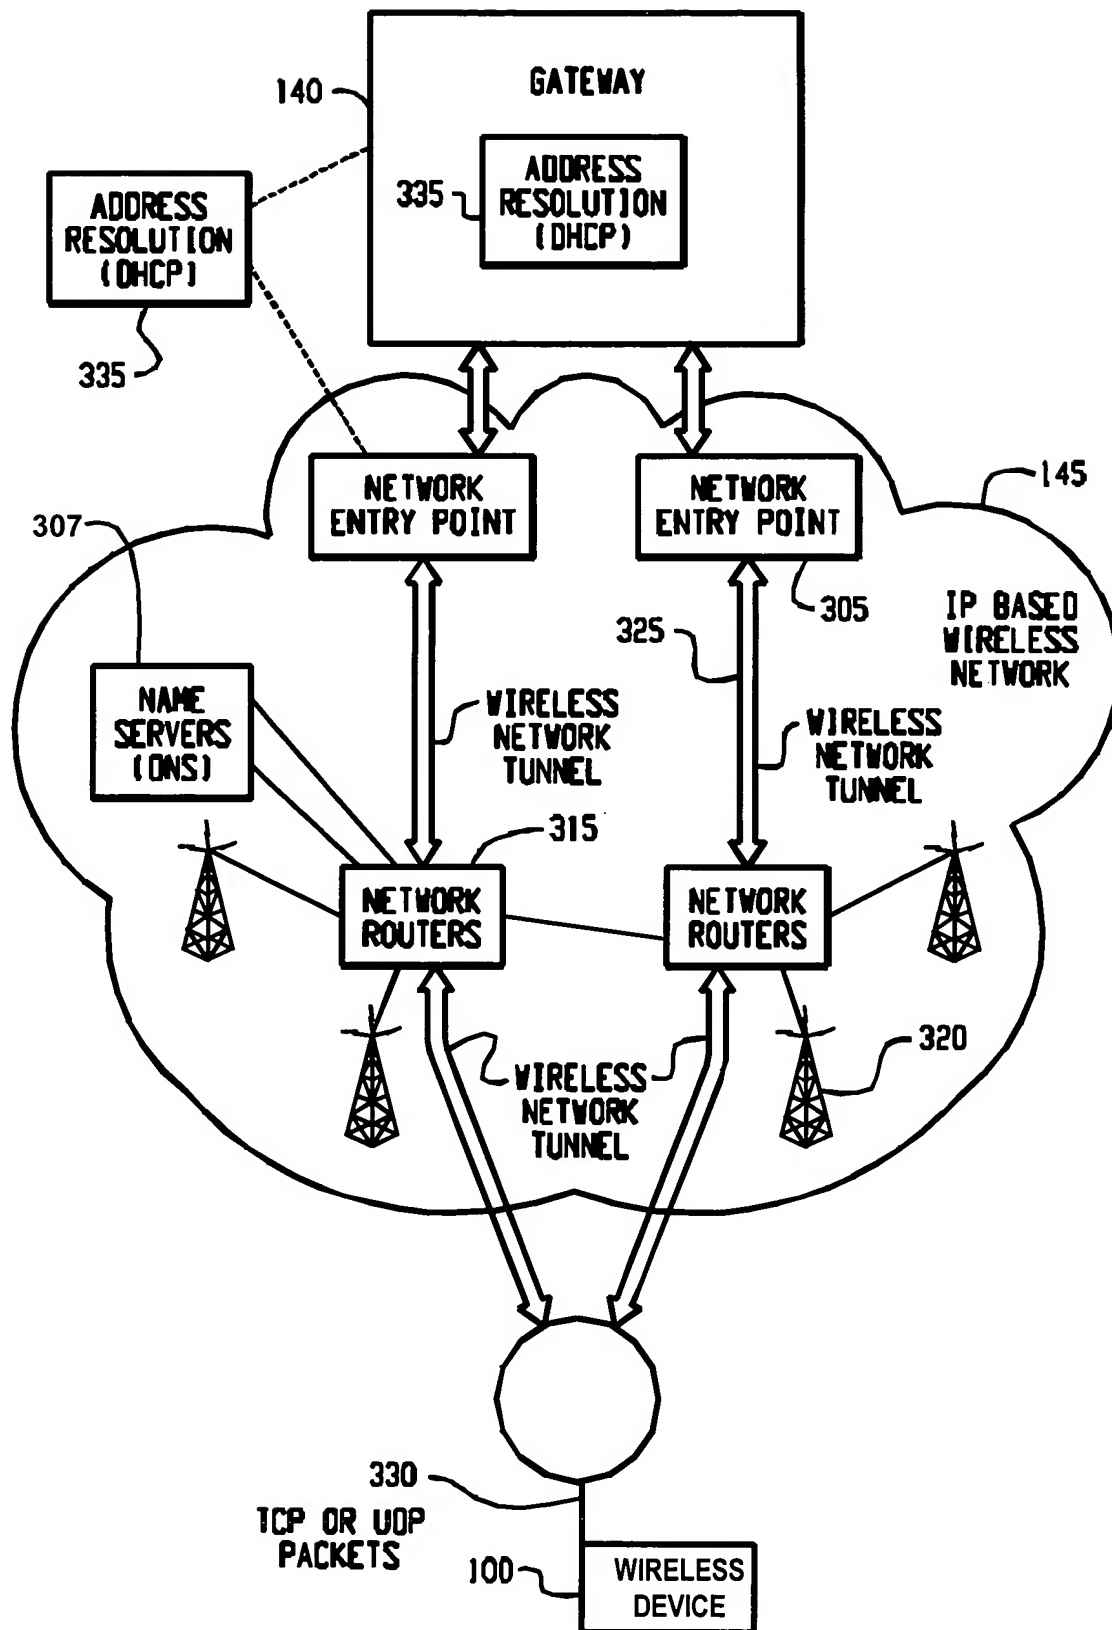 GATEWAY
140
ADDRESS
RESOLUTION
(DHCP)
335
ADDRESS
RESOLUTION
(DHCP)
335
NETWORK
ENTRY POINT
NETWORK
ENTRY POINT
145
307
305
IP BASED
WIRELESS
NETWORK
325
NAME
SERVERS
(DNS)
WIRELESS
NETWORK
TUNNEL
WIRELESS
NETWORK
TUNNEL
315
NETWORK
ROUTERS
NETWORK
ROUTERS
320
WIRELESS
NETWORK
TUNNEL
330
TCP OR UDP
PACKETS
100
WIRELESS
DEVICE